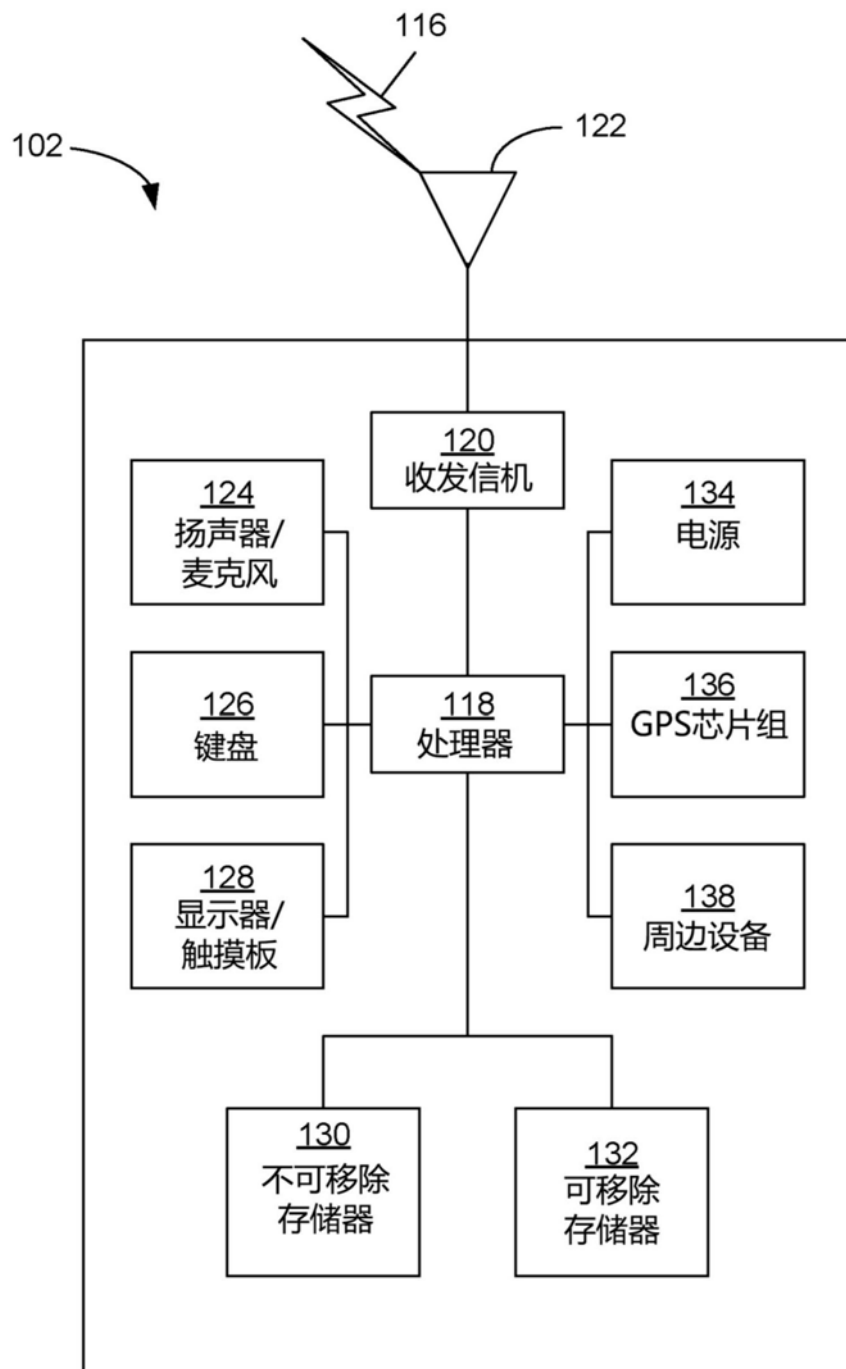 116
102
122
120
收发信机
124
扬声器/
麦克风
134
电源
126
键盘
118
处理器
136
GPS芯片组
128
显示器/
触摸板
138
周边设备
130
不可移除
存储器
132
可移除
存储器